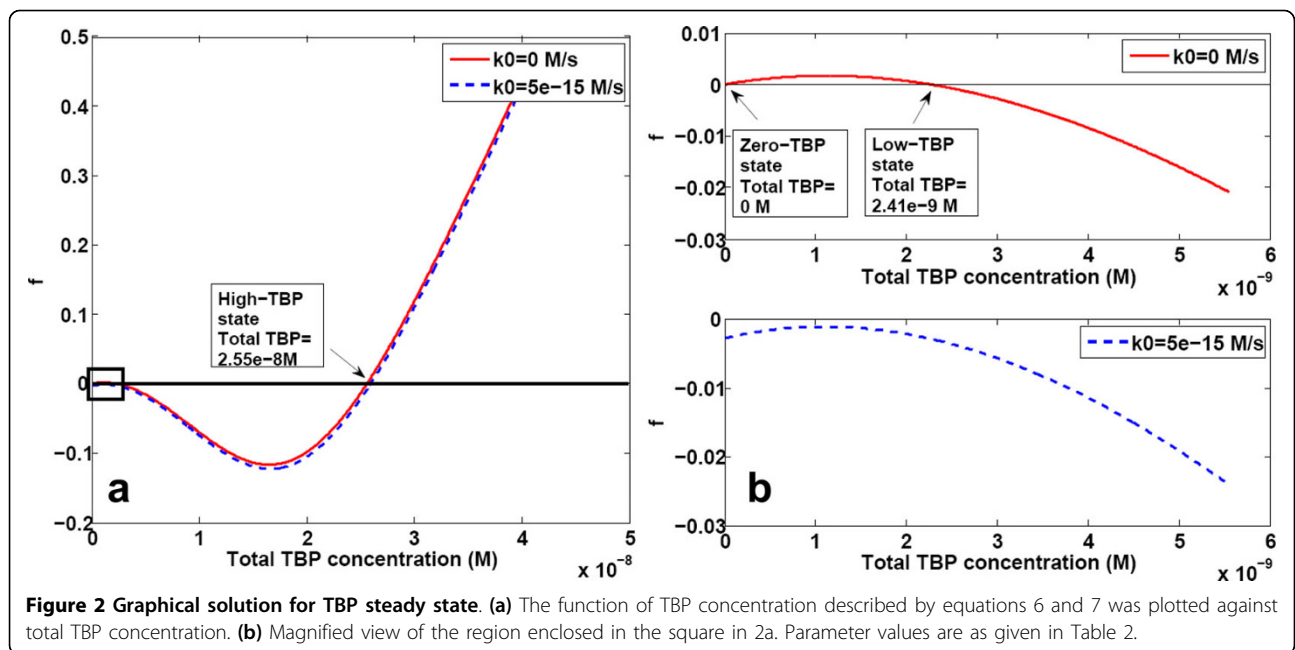 0.5
0.4
0.3
0.2
0.1
0
−0.1
−0.2
f
k0=0 M/s
k0=5e−15 M/s
High−TBP
state
Total TBP=
2.55e−8M
a
0 1 2 3 4 5
Total TBP concentration (M)
x 10⁻⁸
0.01
0
−0.01
−0.02
−0.03
f
k0=0 M/s
Zero−TBP
state
Total TBP=
0 M
Low−TBP
state
Total TBP=
2.41e−9 M
0 1 2 3 4 5 6
Total TBP concentration (M)
x 10⁻⁹
0
−0.01
−0.02
−0.03
f
k0=5e−15 M/s
b
0 1 2 3 4 5 6
Total TBP concentration (M)
x 10⁻⁹
Figure 2 Graphical solution for TBP steady state. (a) The function of TBP concentration described by equations 6 and 7 was plotted against
total TBP concentration. (b) Magnified view of the region enclosed in the square in 2a. Parameter values are as given in Table 2.